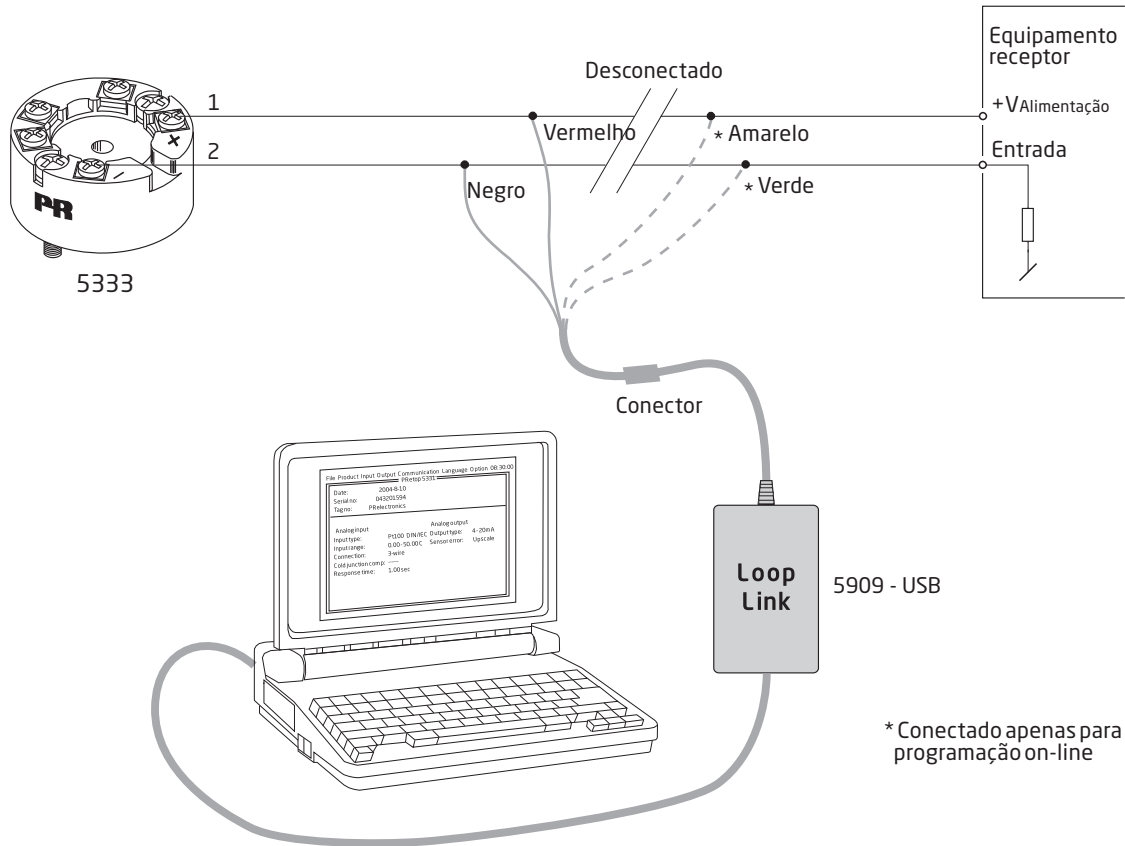 Equipamento
receptor
Desconectado
1
+VAlimentação
Vermelho
* Amarelo
2
Entrada
Negro
* Verde
PR
5333
Conector
File Product Input Output Communication Language Option 08:30:00
PRetop 5331
Date: 2004-8-10
Serial no: 043201594
Tag no: PRelectronics
Analog input Analog output
Input type: Pt100 DIN/IEC Output type: 4-20mA
Input range: 0.00-50.00C Sensor error: Upscale
Connection: 3-wire
Cold junction comp: -----
Response time: 1.00 sec
Loop
Link
5909 - USB
* Conectado apenas para
programação on-line